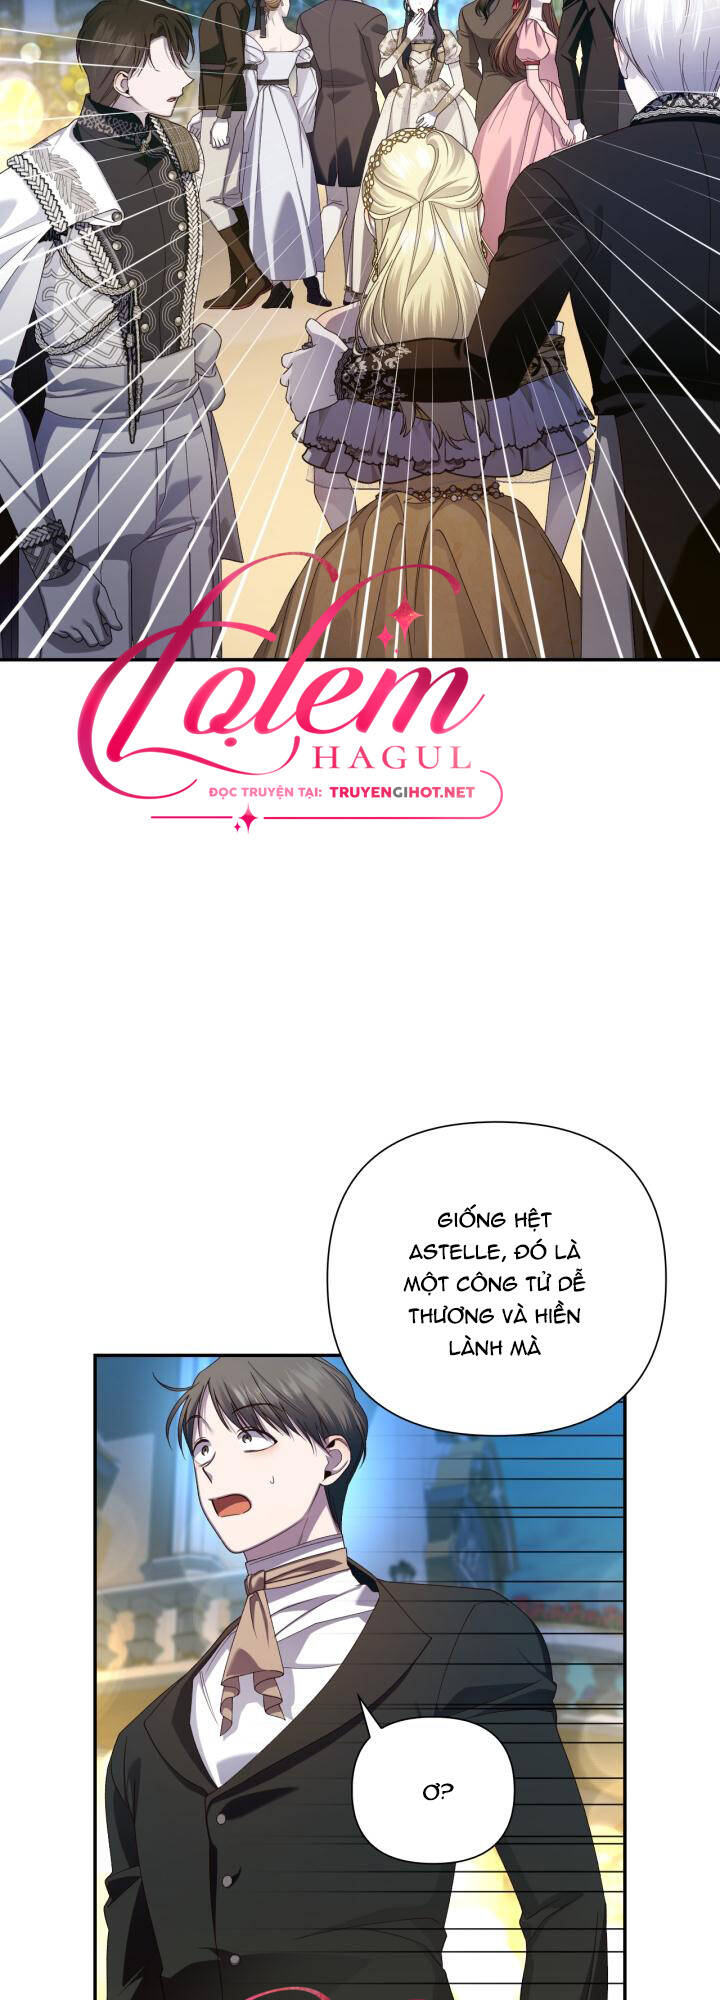 Lọlem
HAGUL
ĐỌC TRUYỆN TẠI: TRUYENGIHOT.NET
GIỐNG HỆT
ASTELLE, ĐÓ LÀ
MỘT CÔNG TỬ DỄ
THƯƠNG VÀ HIỀN
LÀNH MÀ
Ơ?